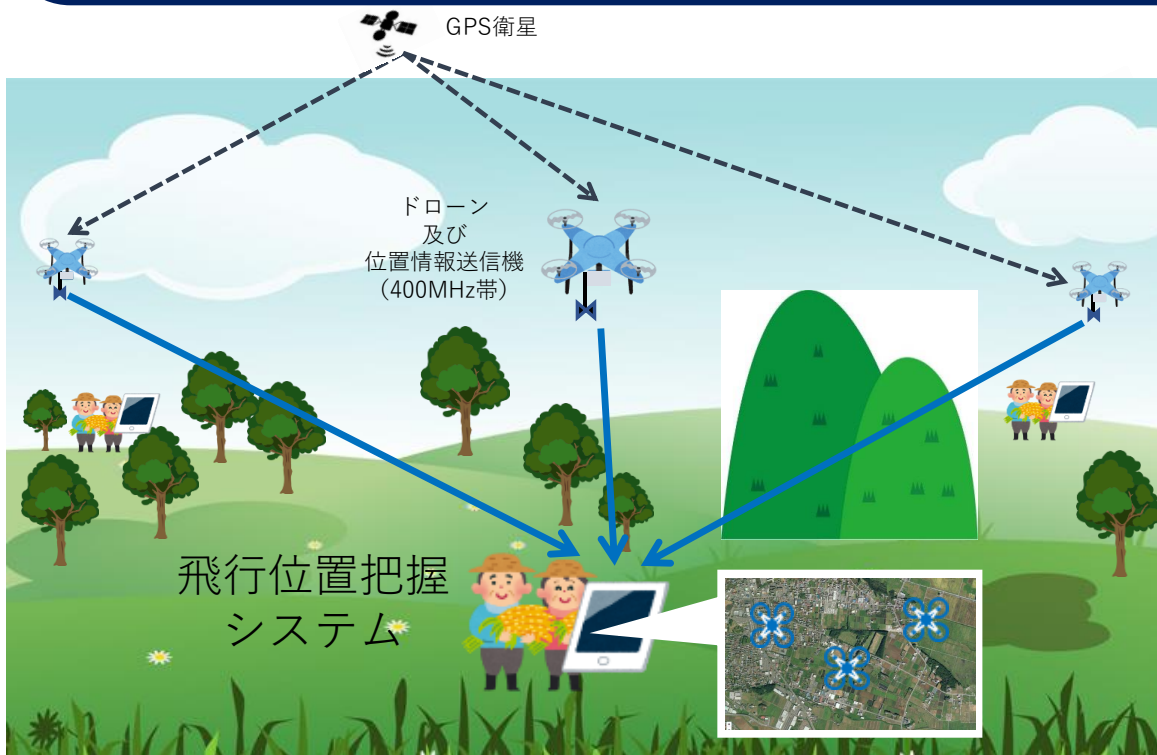 GPS衛星
ドローン
及び
位置情報送信機
（400MHz帯）
飛行位置把握
システム